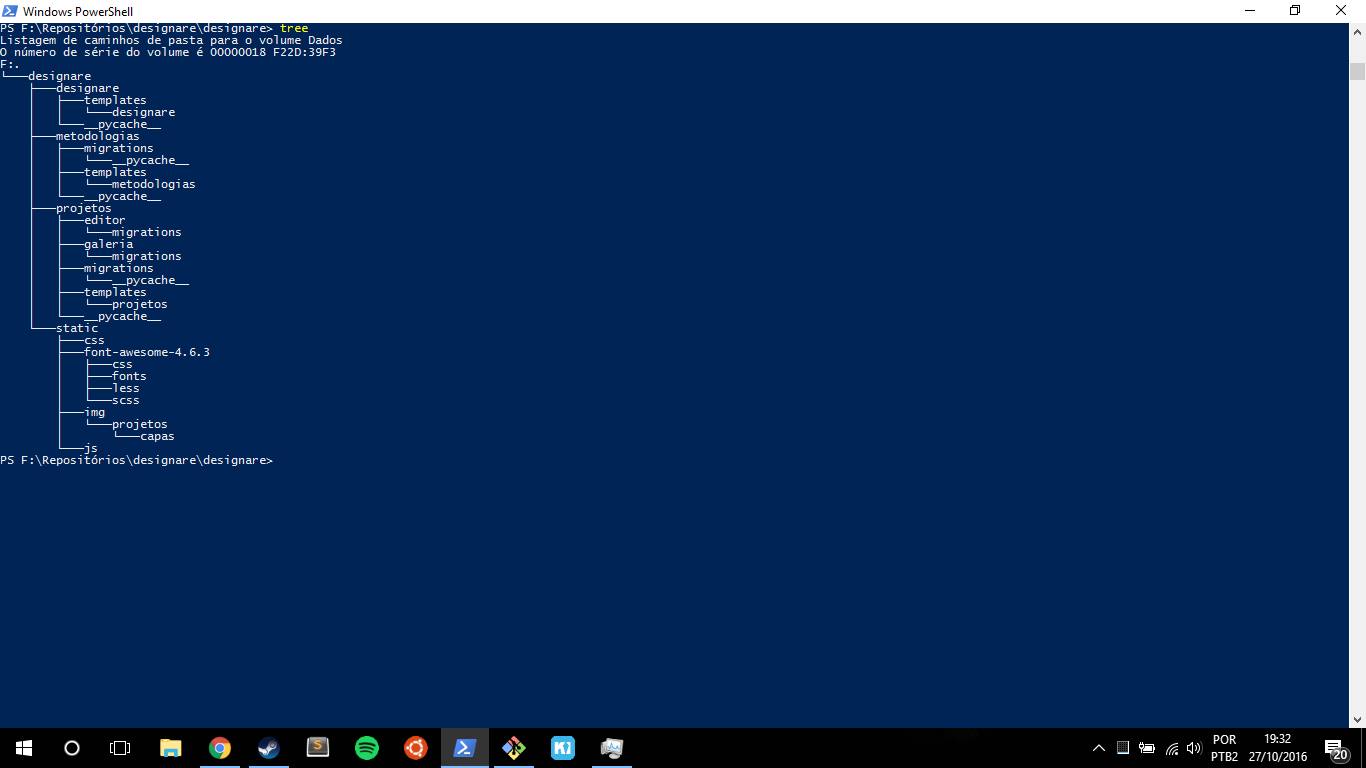 Windows PowerShell
PS F:\Repositórios\designare\designare> tree
Listagem de caminhos de pasta para o volume Dados
O número de série do volume é 00000018 F22D:39F3
F:.
└───designare
    ├───designare
    │   ├───templates
    │   │   └───designare
    │   └───__pycache__
    ├───metodologias
    │   ├───migrations
    │   │   └───__pycache__
    │   ├───templates
    │   │   └───metodologias
    │   └───__pycache__
    ├───projetos
    │   ├───editor
    │   │   └───migrations
    │   ├───galeria
    │   │   └───migrations
    │   ├───migrations
    │   │   └───__pycache__
    │   ├───templates
    │   │   └───projetos
    │   └───__pycache__
    └───static
        ├───css
        ├───font-awesome-4.6.3
        │   ├───css
        │   ├───fonts
        │   ├───less
        │   └───scss
        ├───img
        │   └───projetos
        │       └───capas
        └───js
PS F:\Repositórios\designare\designare>
POR
PTB2
19:32
27/10/2016
20